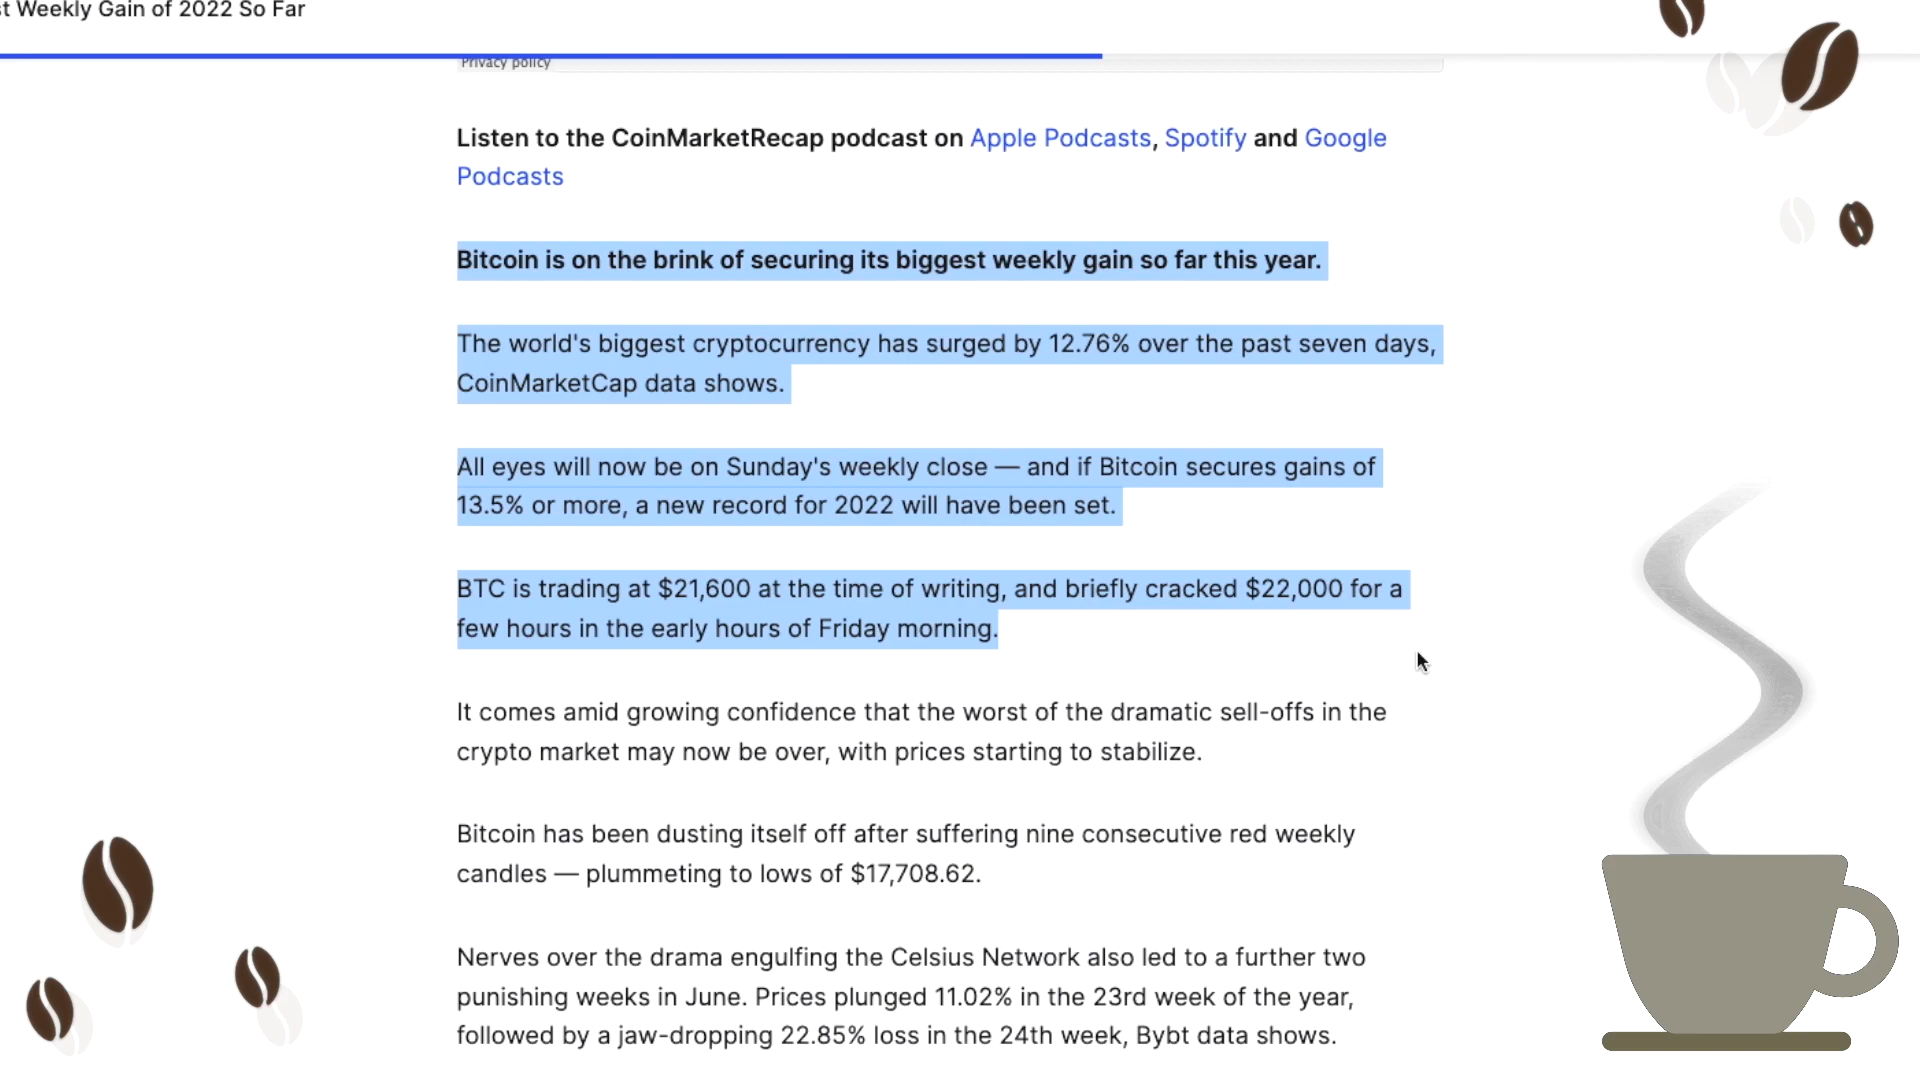 t Weekly Gain of 2022 So Far
Privacy policy
Listen to the CoinMarketRecap podcast on Apple Podcasts, Spotify and Google
Podcasts
Bitcoin is on the brink of securing its biggest weekly gain so far this year.
The world's biggest cryptocurrency has surged by 12.76% over the past seven days,
CoinMarketCap data shows.
All eyes will now be on Sunday's weekly close — and if Bitcoin secures gains of
13.5% or more, a new record for 2022 will have been set.
BTC is trading at $21,600 at the time of writing, and briefly cracked $22,000 for a
few hours in the early hours of Friday morning.
It comes amid growing confidence that the worst of the dramatic sell-offs in the
crypto market may now be over, with prices starting to stabilize.
Bitcoin has been dusting itself off after suffering nine consecutive red weekly
candles — plummeting to lows of $17,708.62.
Nerves over the drama engulfing the Celsius Network also led to a further two
punishing weeks in June. Prices plunged 11.02% in the 23rd week of the year,
followed by a jaw-dropping 22.85% loss in the 24th week, Bybt data shows.